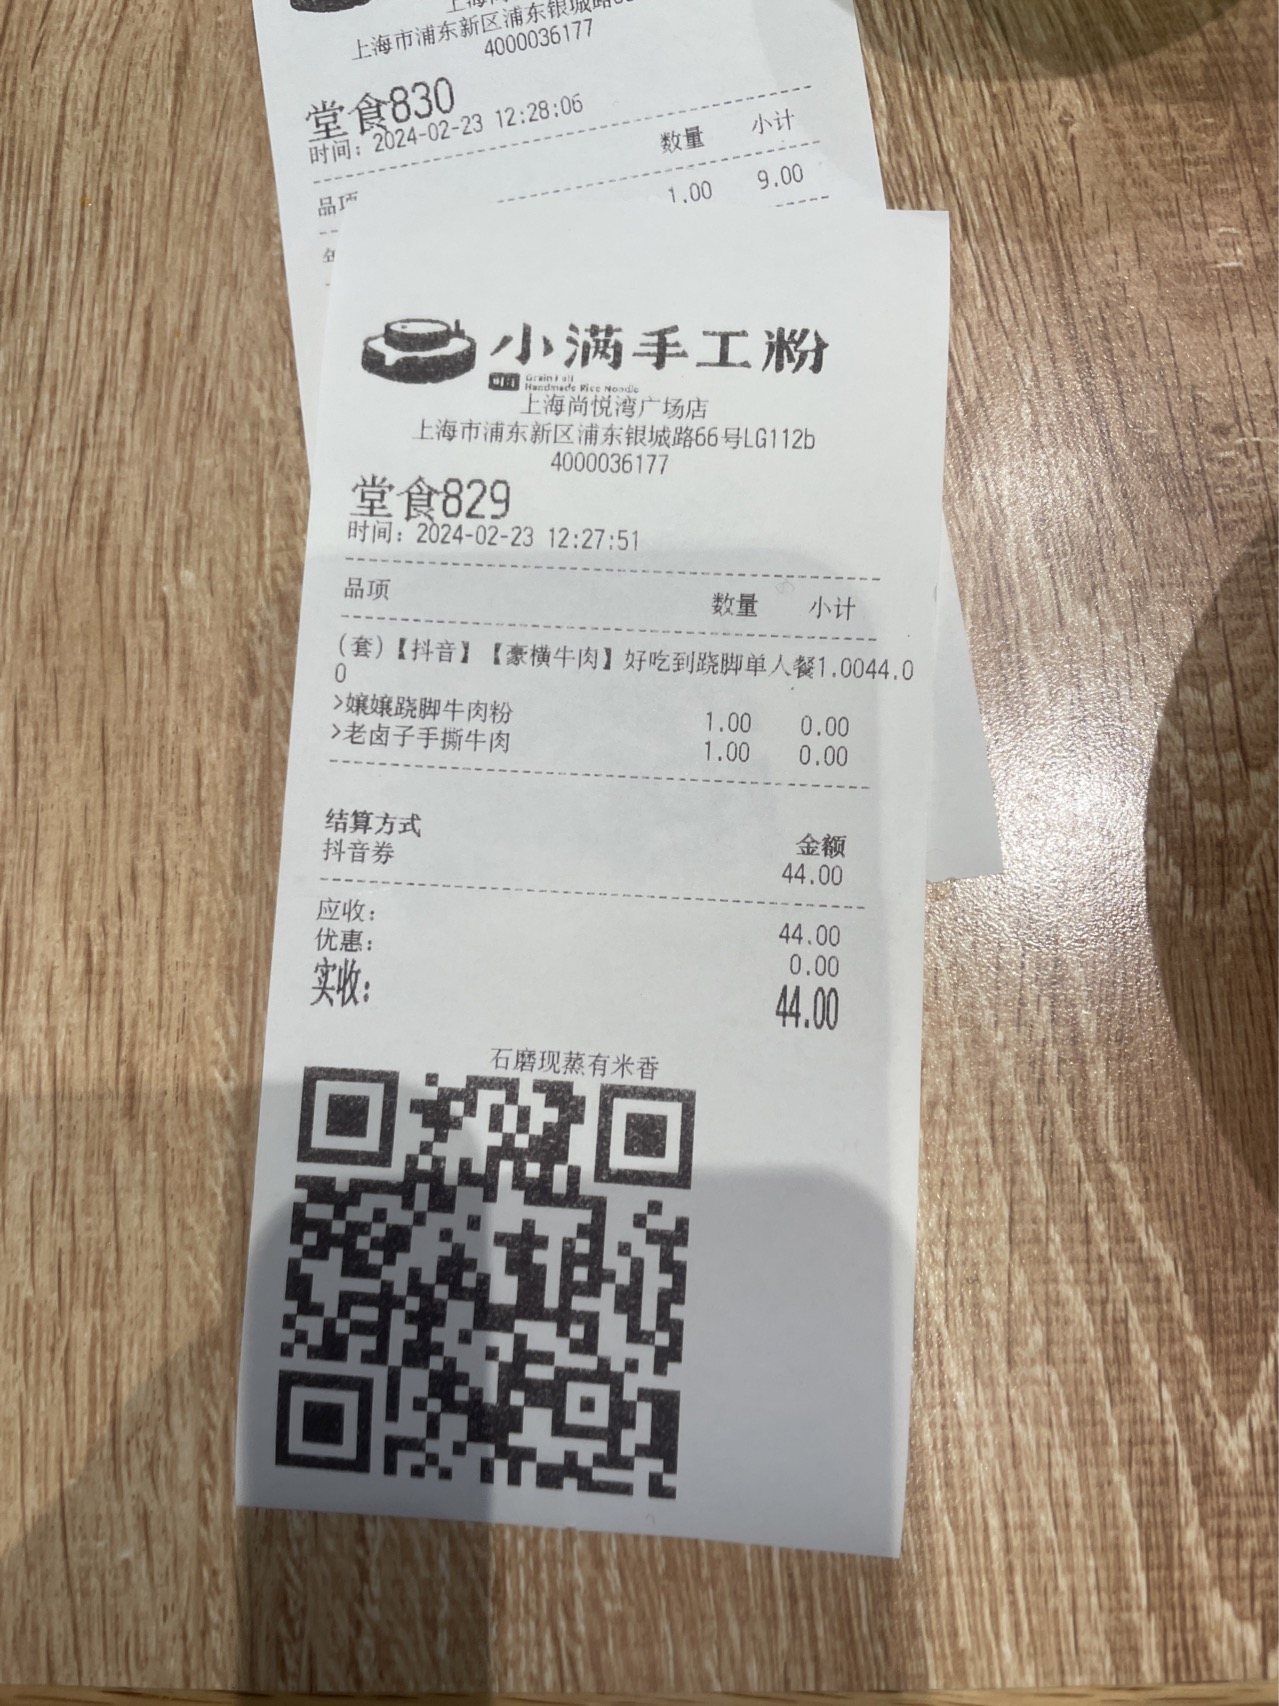 上海市浦东新区浦东银城路
4000036177
堂食830
时间：2024-02-23 12:28:06
数量 小计
品项
1.00 9.00
小满手工粉
Grain Full
Handmade Rice Noodle
上海尚悦湾广场店
上海市浦东新区浦东银城路66号LG112b
4000036177
堂食829
时间：2024-02-23 12:27:51
品项 数量 小计
(套)【抖音】【豪横牛肉】好吃到跷脚单人餐1.0044.0
0
>嬢嬢跷脚牛肉粉 1.00 0.00
>老卤子手撕牛肉 1.00 0.00
结算方式 金额
抖音券 44.00
应收： 44.00
优惠： 0.00
实收： 44.00
石磨现蒸有米香